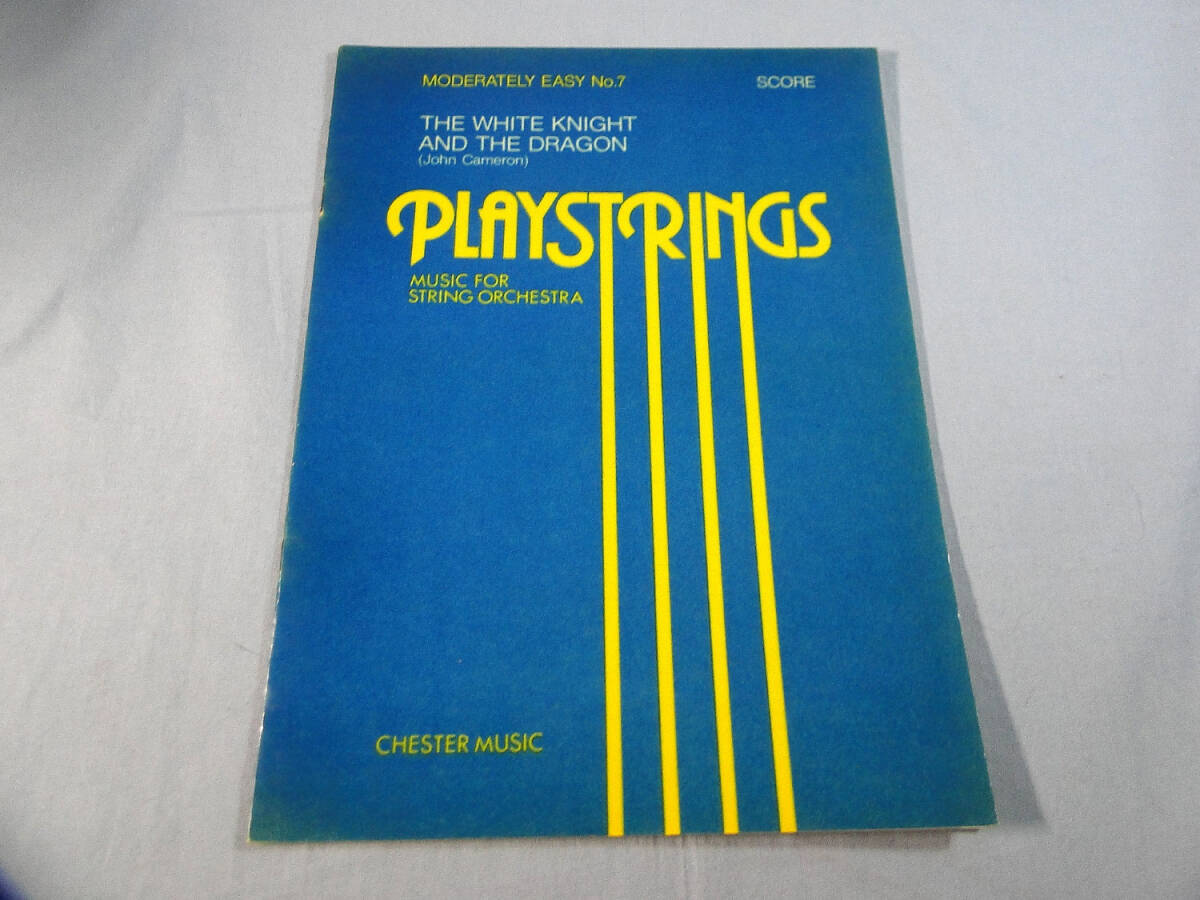 MODERATELY EASY No.7 SCORE
THE WHITE KNIGHT
AND THE DRAGON
(John Cameron)
PLAYSTRINGS
MUSIC FOR
STRING ORCHESTRA
CHESTER MUSIC